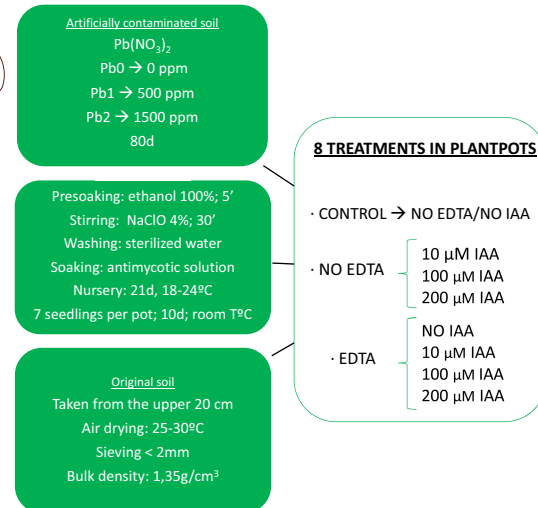 Artificially contaminated soil
Pb(NO₃)₂
Pb0 → 0 ppm
Pb1 → 500 ppm
Pb2 → 1500 ppm
80d
Presoaking: ethanol 100%; 5’
Stirring: NaClO 4%; 30’
Washing: sterilized water
Soaking: antimycotic solution
Nursery: 21d, 18-24ºC
7 seedlings per pot; 10d; room TºC
Original soil
Taken from the upper 20 cm
Air drying: 25-30ºC
Sieving < 2mm
Bulk density: 1,35g/cm³
8 TREATMENTS IN PLANTPOTS
· CONTROL → NO EDTA/NO IAA
· NO EDTA
10 µM IAA
100 µM IAA
200 µM IAA
· EDTA
NO IAA
10 µM IAA
100 µM IAA
200 µM IAA